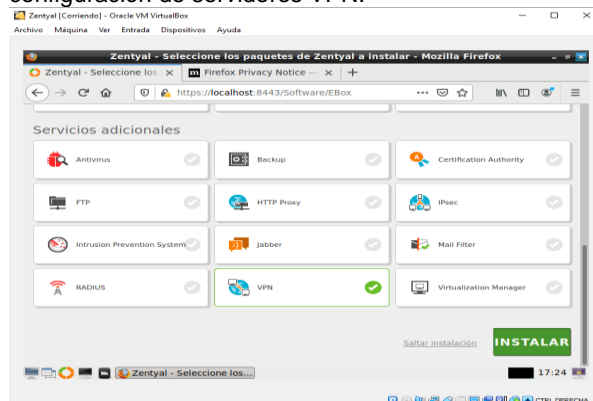 configuración de servidores VPN.
Zentyal [Corriendo] - Oracle VM VirtualBox
Archivo Máquina Ver Entrada Dispositivos Ayuda
Zentyal - Seleccione los paquetes de Zentyal a instalar - Mozilla Firefox
Zentyal - Seleccione los
Firefox Privacy Notice —
https://localhost:8443/Software/EBox
Servicios adicionales
Antivirus
Backup
Certification Authority
FTP
HTTP Proxy
IPsec
Intrusion Prevention System
Jabber
Mail Filter
RADIUS
VPN
Virtualization Manager
Saltar instalación
INSTALAR
Zentyal - Seleccione los...
17:24
CTRL DERECHA